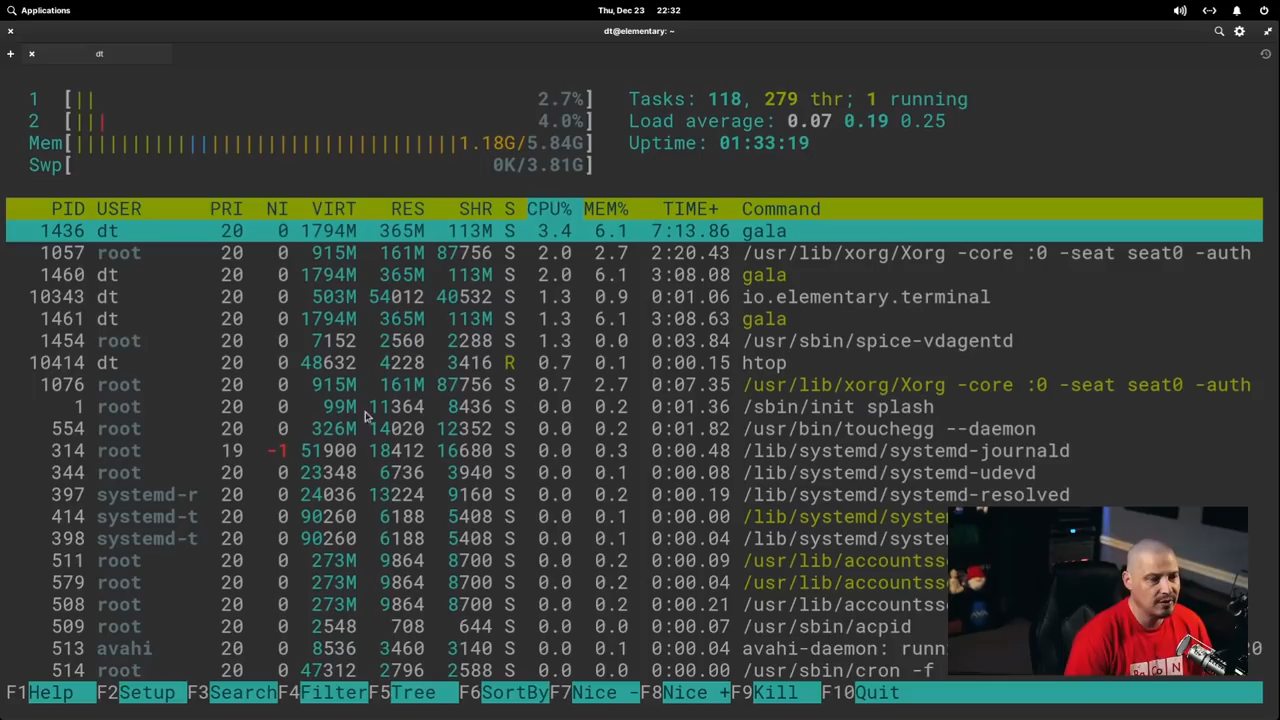 Applications Thu, Dec 23 22:32
dt@elementary: ~
dt
1 [||| 2.7%] Tasks: 118, 279 thr; 1 running
2 [||| 4.0%] Load average: 0.07 0.19 0.25
Mem[|||||||||||||||||||||||||||||||||||1.18G/5.84G] Uptime: 01:33:19
Swp[ 0K/3.81G]
PID USER PRI NI VIRT RES SHR S CPU% MEM% TIME+ Command
1436 dt 20 0 1794M 365M 113M S 3.4 6.1 7:13.86 gala
1057 root 20 0 915M 161M 87756 S 2.0 2.7 2:20.43 /usr/lib/xorg/Xorg -core :0 -seat seat0 -auth
1460 dt 20 0 1794M 365M 113M S 2.0 6.1 3:08.08 gala
10343 dt 20 0 503M 54012 40532 S 1.3 0.9 0:01.06 io.elementary.terminal
1461 dt 20 0 1794M 365M 113M S 1.3 6.1 3:08.63 gala
1454 root 20 0 7152 2560 2288 S 1.3 0.0 0:03.84 /usr/sbin/spice-vdagentd
10414 dt 20 0 48632 4228 3416 R 0.7 0.1 0:00.15 htop
1076 root 20 0 915M 161M 87756 S 0.7 2.7 0:07.35 /usr/lib/xorg/Xorg -core :0 -seat seat0 -auth
1 root 20 0 99M 11364 8436 S 0.0 0.2 0:01.36 /sbin/init splash
554 root 20 0 326M 14020 12352 S 0.0 0.2 0:01.82 /usr/bin/touchegg --daemon
314 root 19 -1 51900 18412 16680 S 0.0 0.3 0:00.48 /lib/systemd/systemd-journald
344 root 20 0 23348 6736 3940 S 0.0 0.1 0:00.08 /lib/systemd/systemd-udevd
397 systemd-r 20 0 24036 13224 9160 S 0.0 0.2 0:00.19 /lib/systemd/systemd-resolved
414 systemd-t 20 0 90260 6188 5408 S 0.0 0.1 0:00.00 /lib/systemd/syste
398 systemd-t 20 0 90260 6188 5408 S 0.0 0.1 0:00.04 /lib/systemd/syste
511 root 20 0 273M 9864 8700 S 0.0 0.2 0:00.09 /usr/lib/accountss
579 root 20 0 273M 9864 8700 S 0.0 0.2 0:00.04 /usr/lib/accountss
508 root 20 0 273M 9864 8700 S 0.0 0.2 0:00.21 /usr/lib/accountss
509 root 20 0 2548 708 644 S 0.0 0.0 0:00.07 /usr/sbin/acpid
513 avahi 20 0 8536 3460 3140 S 0.0 0.1 0:00.04 avahi-daemon: runn
514 root 20 0 47312 2796 2588 S 0.0 0.0 0:00.00 /usr/sbin/cron -f
F1Help F2Setup F3Search F4Filter F5Tree F6SortBy F7Nice - F8Nice + F9Kill F10Quit